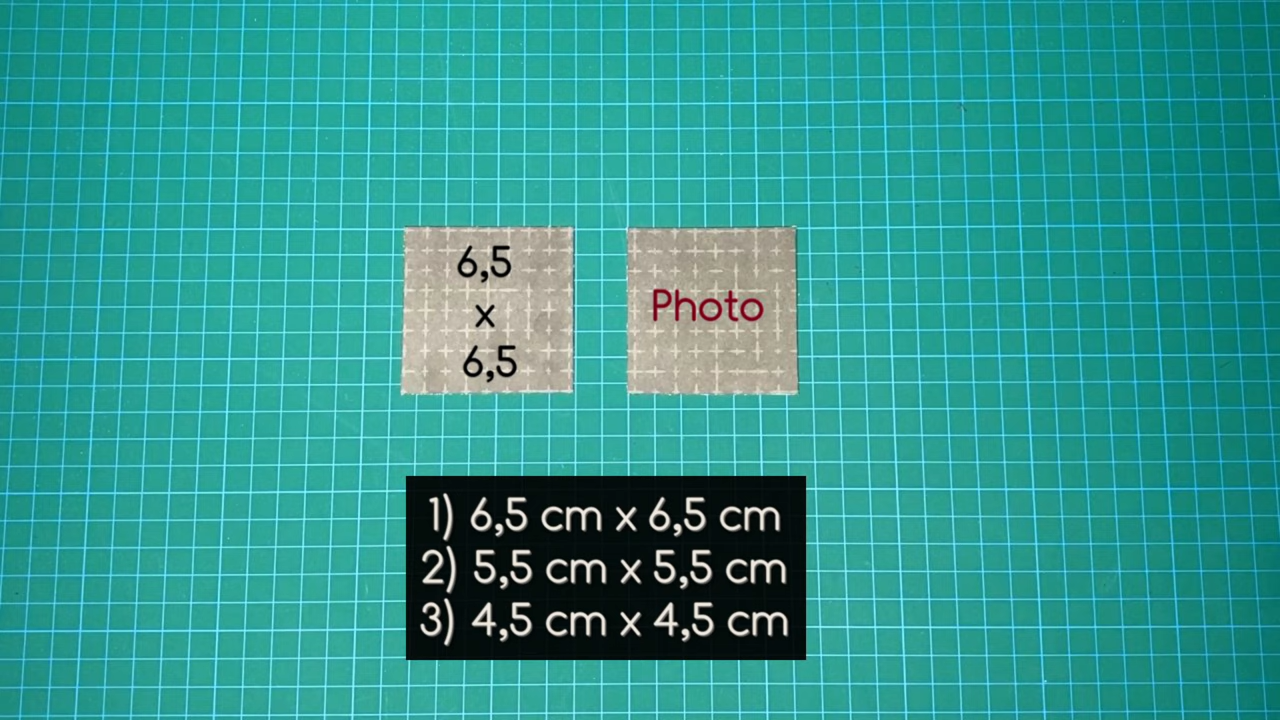 6,5
x
6,5
Photo
1) 6,5 cm x 6,5 cm
2) 5,5 cm x 5,5 cm
3) 4,5 cm x 4,5 cm